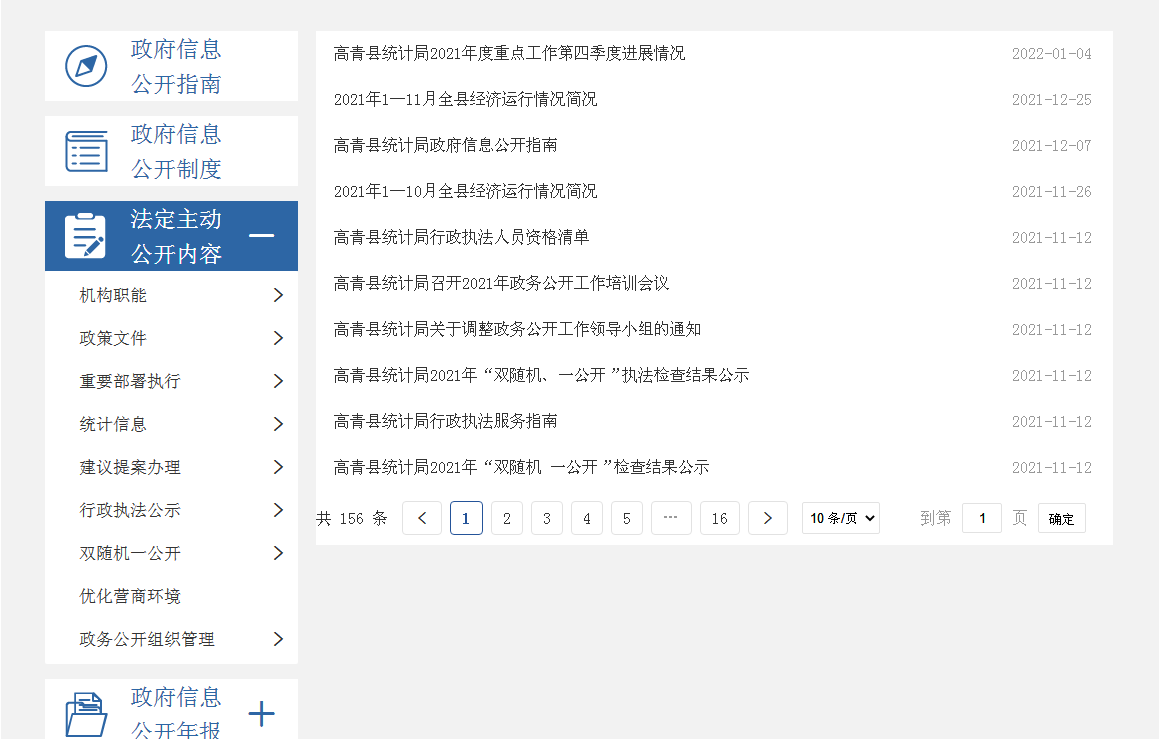 政府信息
公开指南
政府信息
公开制度
法定主动
公开内容
机构职能
政策文件
重要部署执行
统计信息
建议提案办理
行政执法公示
双随机一公开
优化营商环境
政务公开组织管理
政府信息
公开年报
高青县统计局2021年度重点工作第四季度进展情况 2022-01-04
2021年1—11月全县经济运行情况简况 2021-12-25
高青县统计局政府信息公开指南 2021-12-07
2021年1—10月全县经济运行情况简况 2021-11-26
高青县统计局行政执法人员资格清单 2021-11-12
高青县统计局召开2021年政务公开工作培训会议 2021-11-12
高青县统计局关于调整政务公开工作领导小组的通知 2021-11-12
高青县统计局2021年“双随机、一公开 ”执法检查结果公示 2021-11-12
高青县统计局行政执法服务指南 2021-11-12
高青县统计局2021年“双随机 一公开 ”检查结果公示 2021-11-12
共 156 条 1 2 3 4 5 ··· 16 10 条/页 到第 1 页 确定